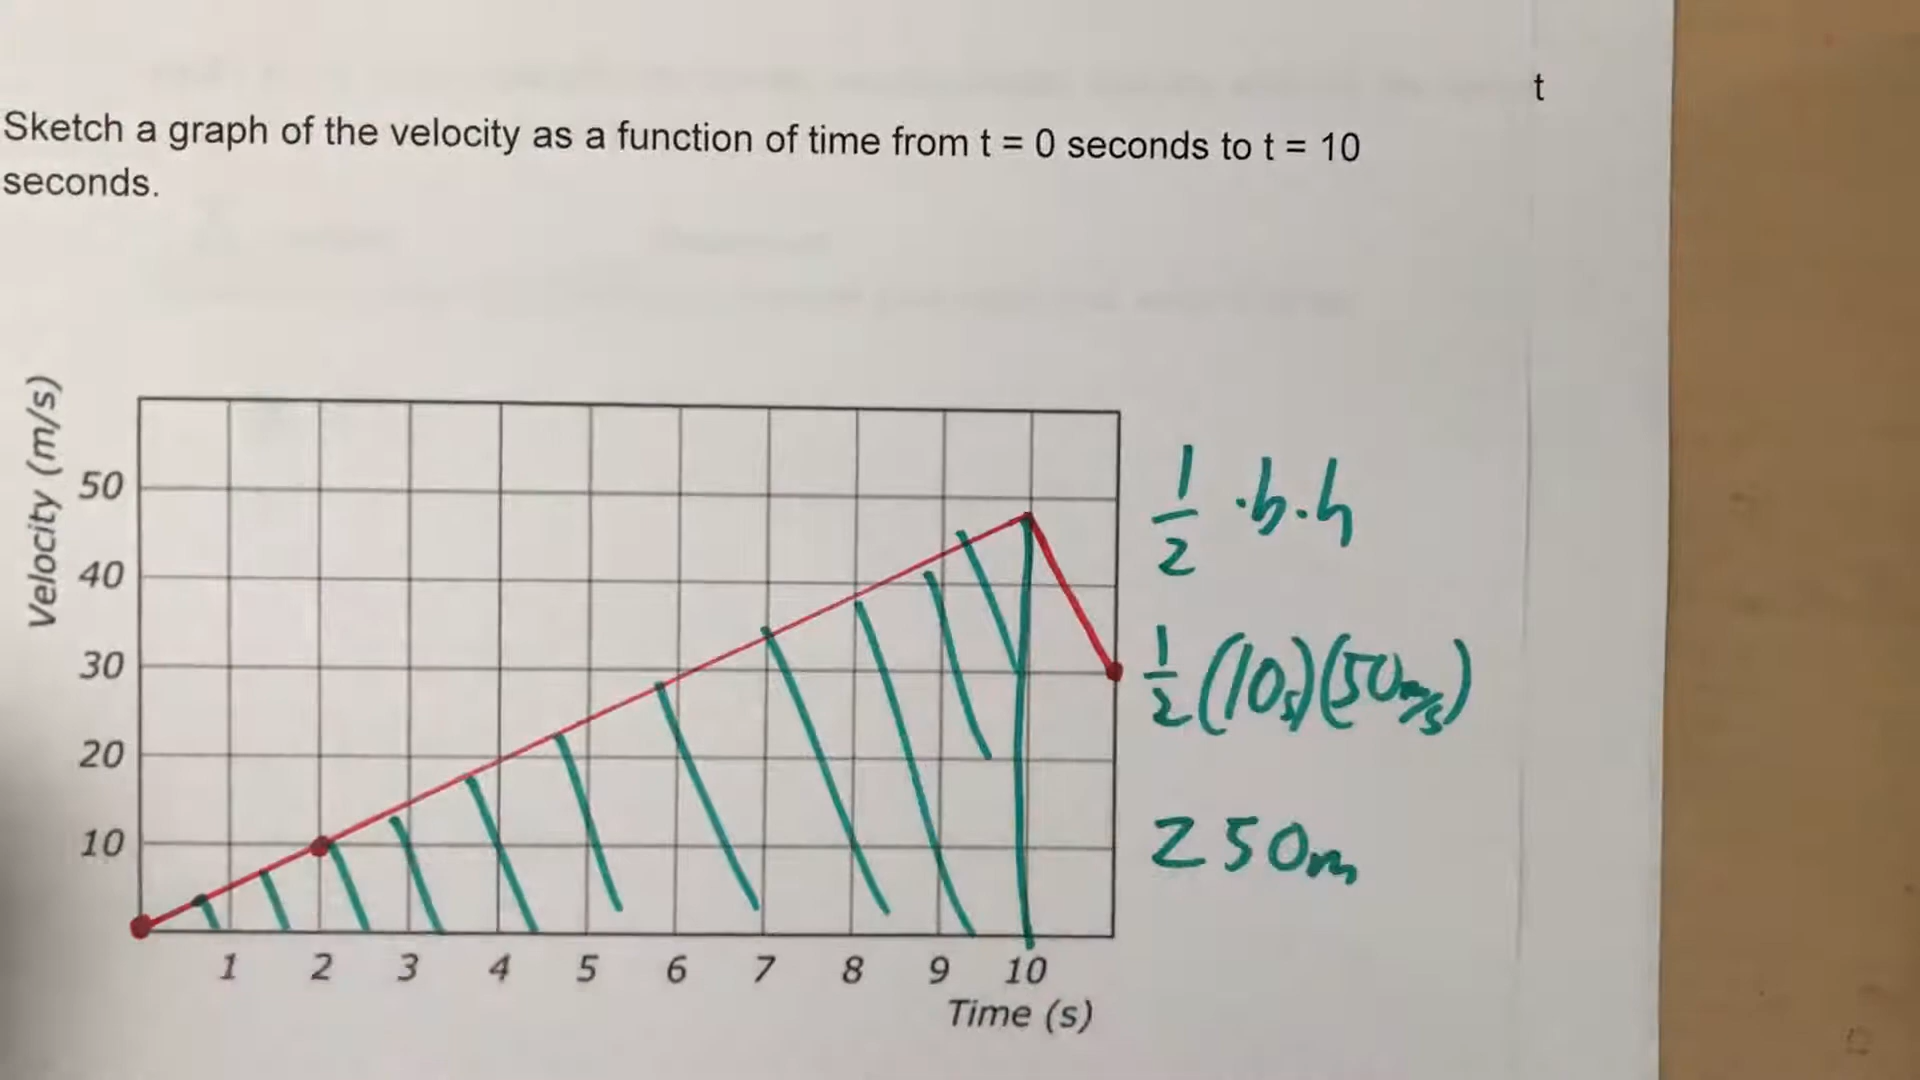 t
Sketch a graph of the velocity as a function of time from t = 0 seconds to t = 10
seconds.
Velocity (m/s)
50
40
30
20
10
1 2 3 4 5 6 7 8 9 10
Time (s)
1/2 · b · h
1/2 (10s)(50m/s)
250m